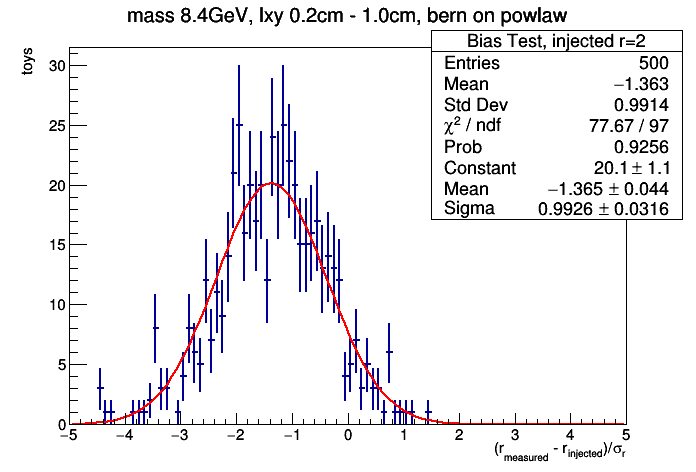 mass 8.4GeV, lxy 0.2cm - 1.0cm, bern on powlaw
Bias Test, injected r=2
Entries 500
Mean −1.363
Std Dev 0.9914
χ² / ndf 77.67 / 97
Prob 0.9256
Constant 20.1 ± 1.1
Mean −1.365 ± 0.044
Sigma 0.9926 ± 0.0316
toys
30
25
20
15
10
5
0
−5 −4 −3 −2 −1 0 1 2 3 4 5
(r_measured - r_injected)/σ_r